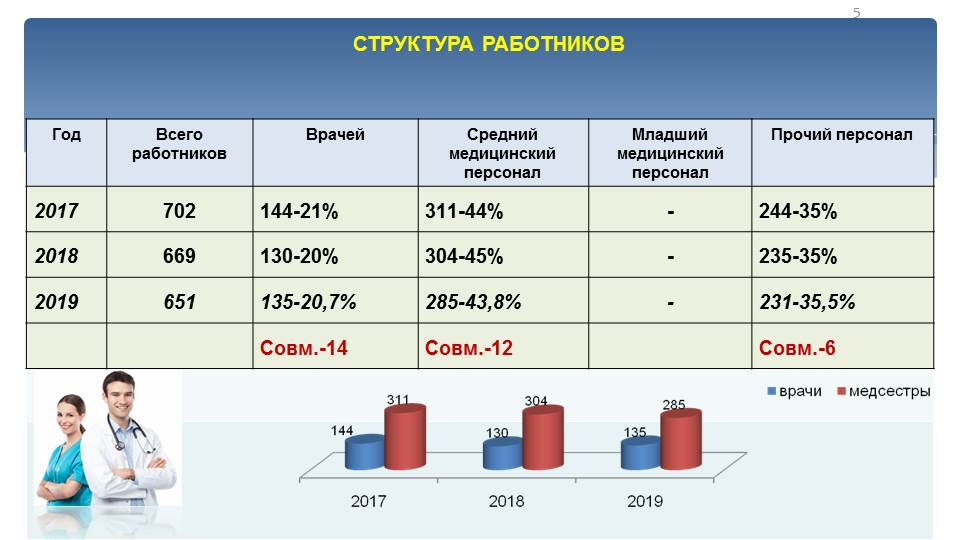 5
СТРУКТУРА РАБОТНИКОВ
Год
Всего
работников
Врачей
Средний
медицинский
персонал
Младший
медицинский
персонал
Прочий персонал
2017 702 144-21% 311-44% - 244-35%
2018 669 130-20% 304-45% - 235-35%
2019 651 135-20,7% 285-43,8% - 231-35,5%
Совм.-14 Совм.-12 Совм.-6
врачи медсестры
144 311 130 304 135 285
2017 2018 2019